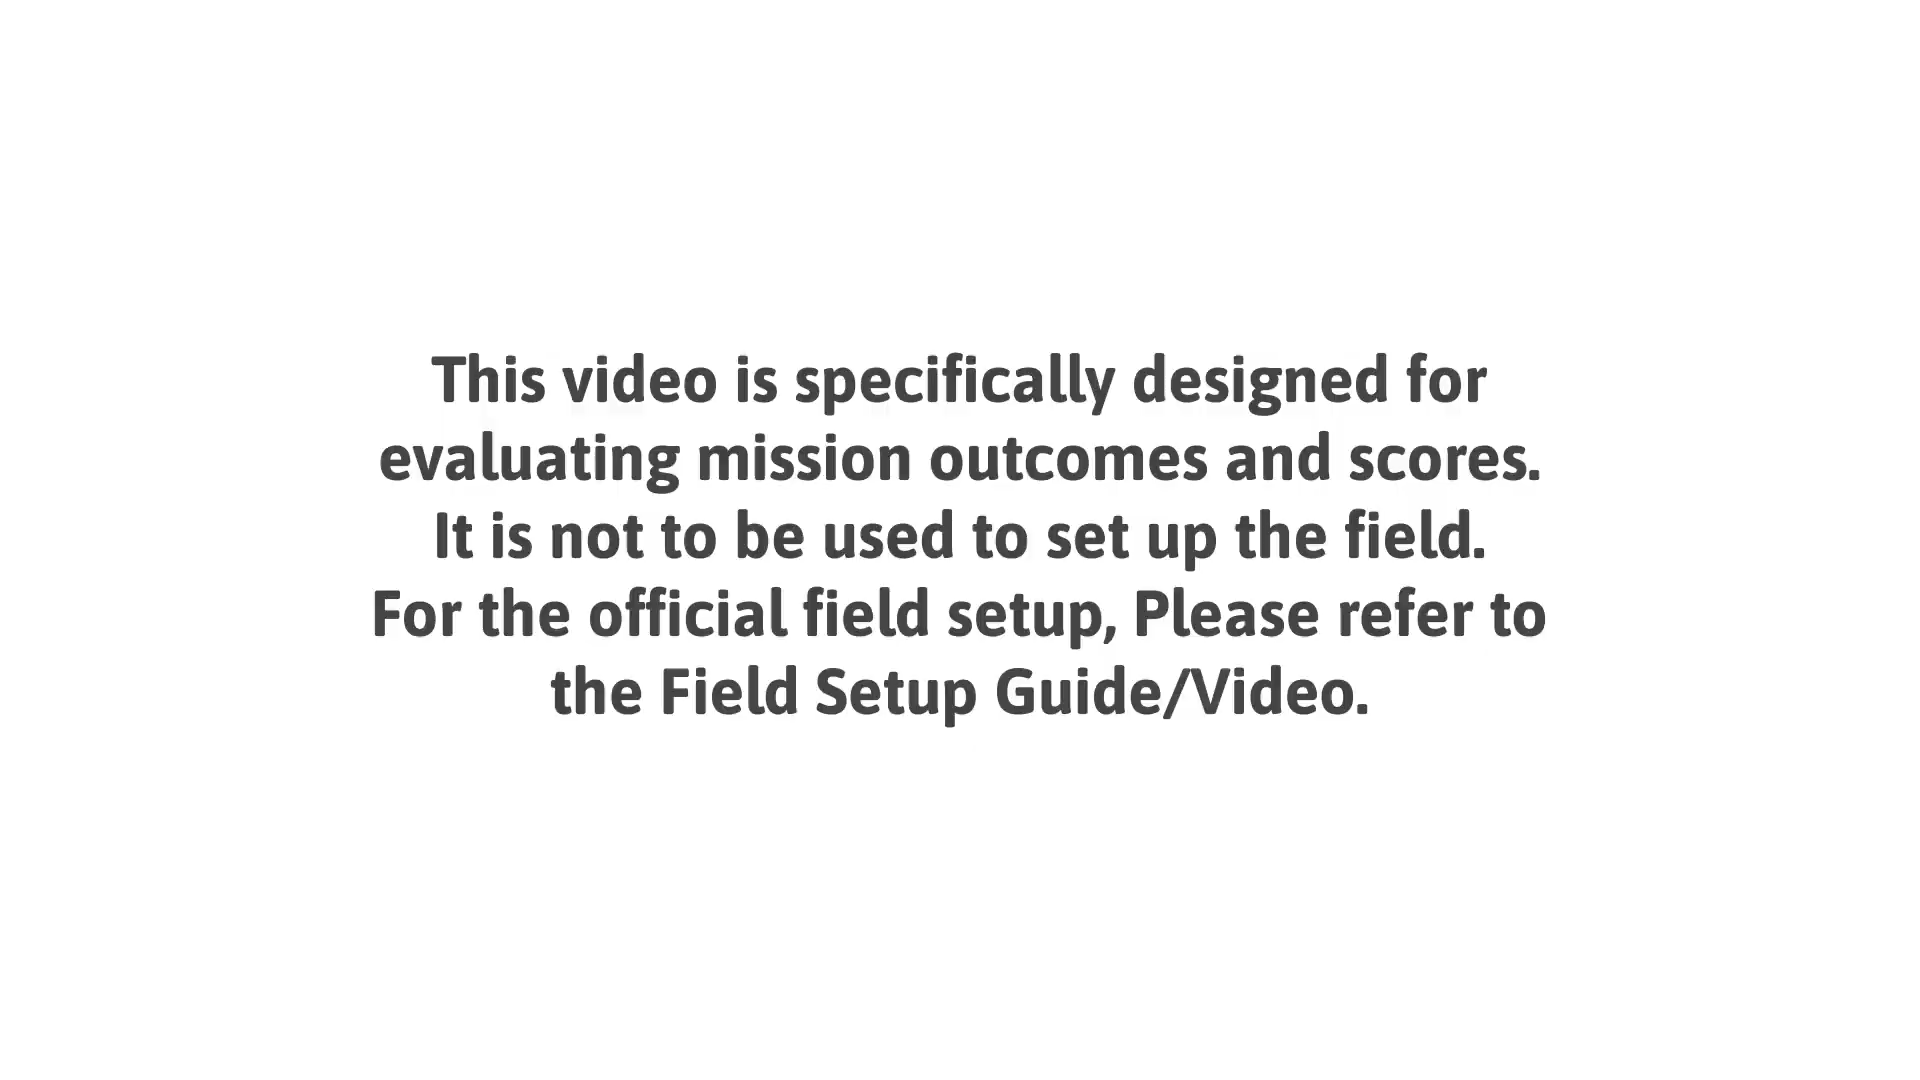 This video is specifically designed for
evaluating mission outcomes and scores.
It is not to be used to set up the field.
For the official field setup, Please refer to
the Field Setup Guide/Video.